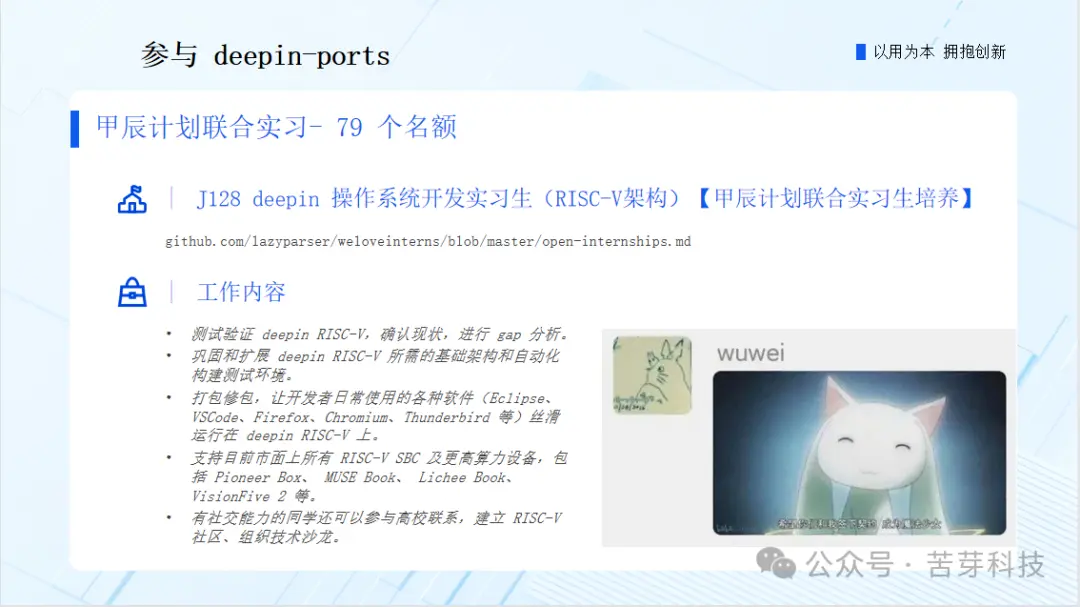 参与 deepin-ports
以用为本 拥抱创新
甲辰计划联合实习- 79 个名额
J128 deepin 操作系统开发实习生（RISC-V架构）【甲辰计划联合实习生培养】
github.com/lazyparser/weloveinterns/blob/master/open-internships.md
工作内容
• 测试验证 deepin RISC-V，确认现状，进行 gap 分析。
• 巩固和扩展 deepin RISC-V 所需的基础架构和自动化
构建测试环境。
• 打包修包，让开发者日常使用的各种软件（Eclipse、
VSCode、Firefox、Chromium、Thunderbird 等）丝滑
运行在 deepin RISC-V 上。
• 支持目前市面上所有 RISC-V SBC 及更高算力设备，包
括 Pioneer Box、 MUSE Book、 Lichee Book、
VisionFive 2 等。
• 有社交能力的同学还可以参与高校联系，建立 RISC-V
社区、组织技术沙龙。
wuwei
成为魔法少女
公众号 · 苦芽科技